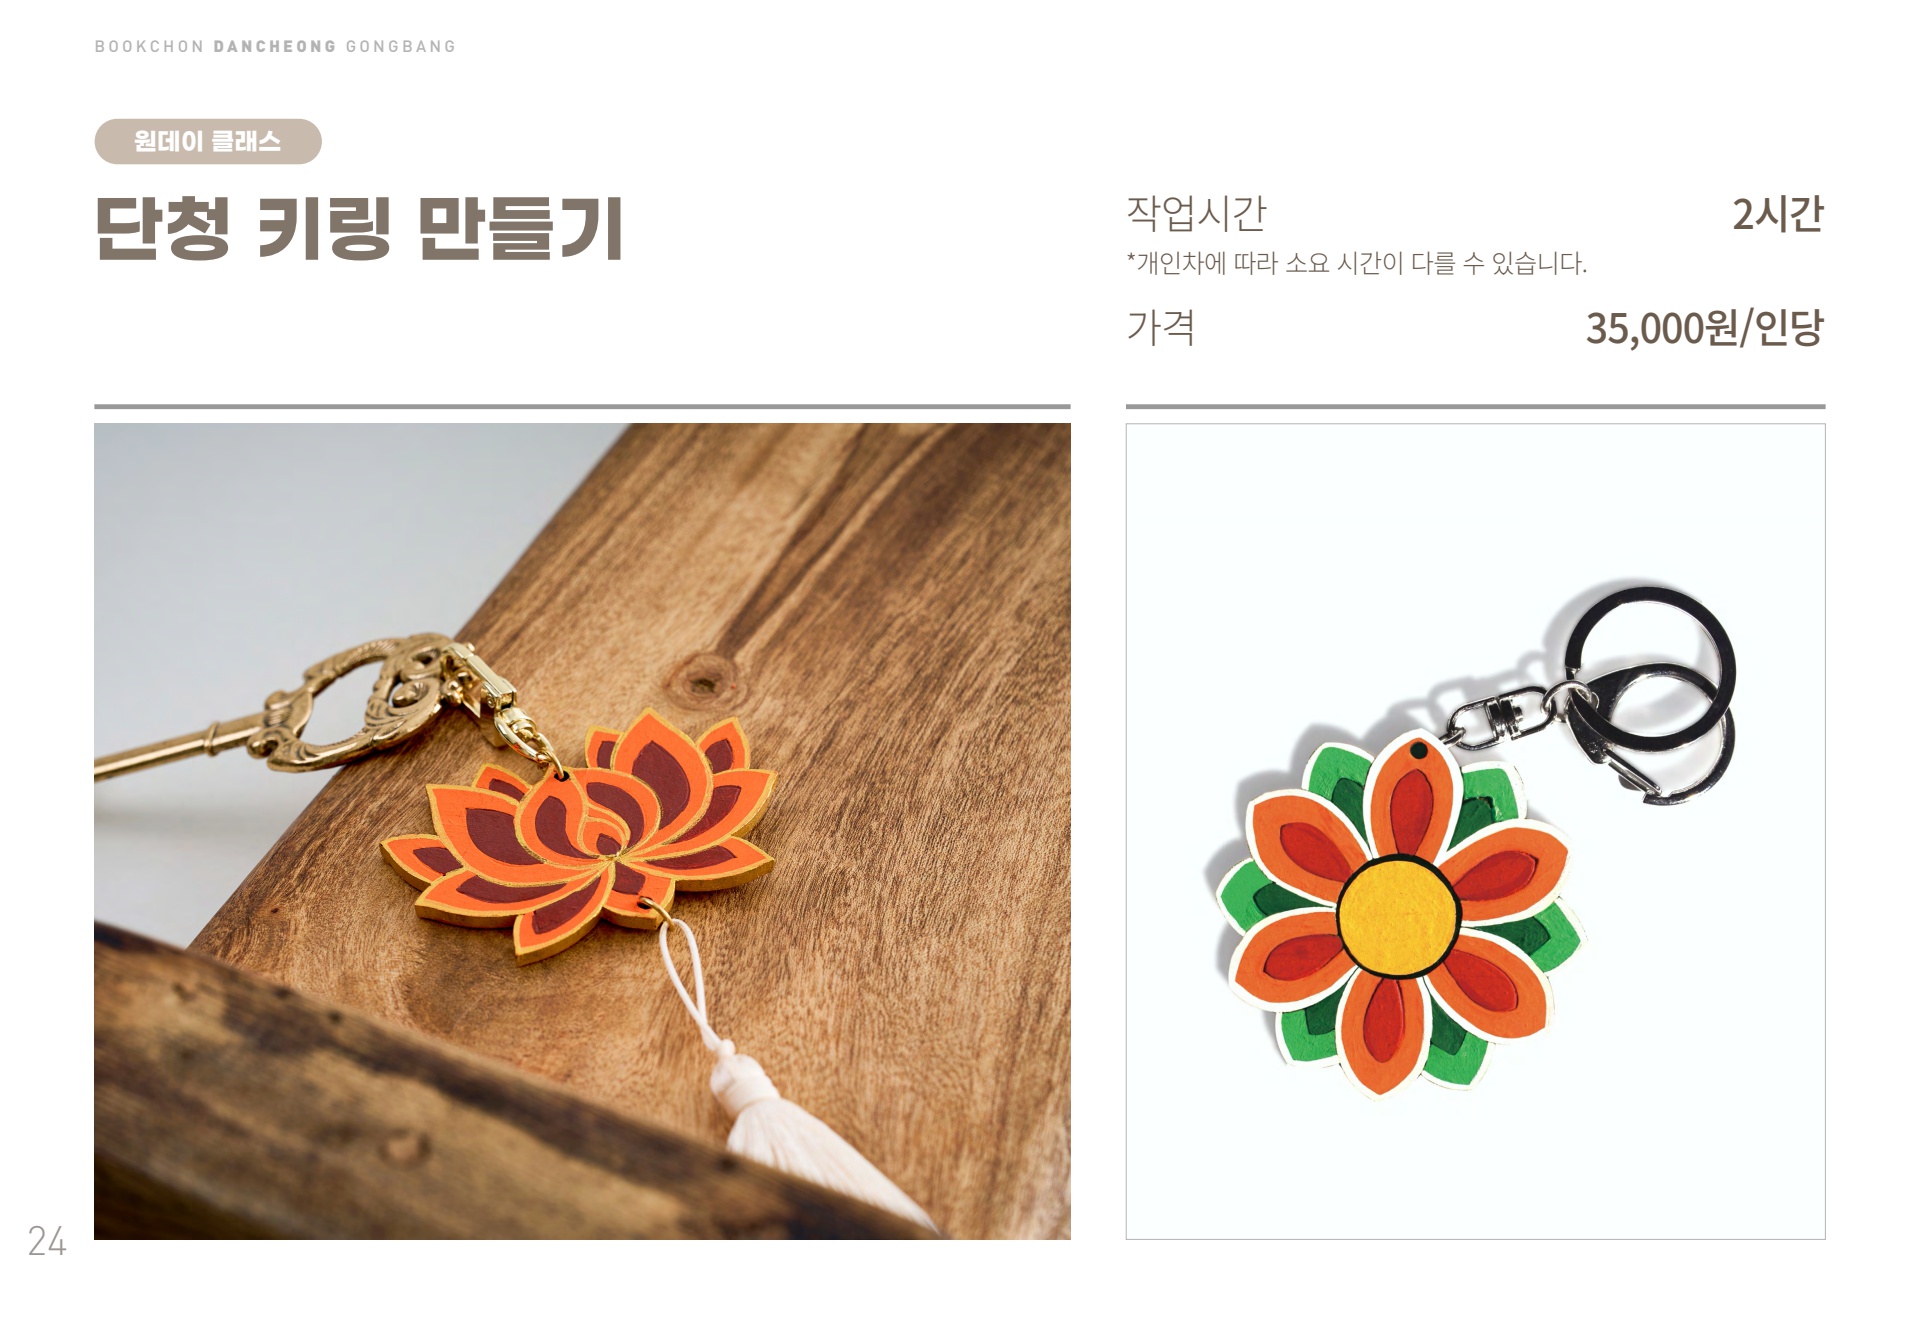 BOOKCHON DANCHEONG GONGBANG
원데이 클래스
단청 키링 만들기
작업시간 2시간
*개인차에 따라 소요 시간이 다를 수 있습니다.
가격 35,000원/인당
24